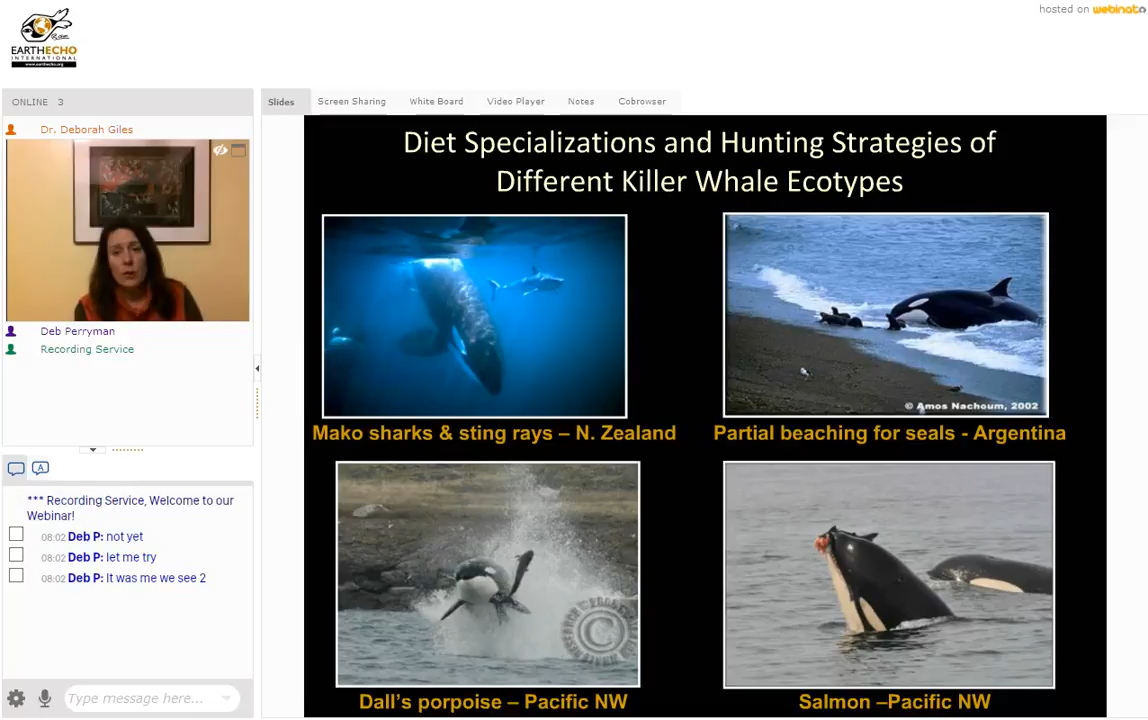 hosted on webinato
EARTHECHO
INTERNATIONAL
www.earthecho.org
ONLINE 3
Dr. Deborah Giles
Deb Perryman
Recording Service
*** Recording Service, Welcome to our
Webinar!
08:02 Deb P: not yet
08:02 Deb P: let me try
08:02 Deb P: It was me we see 2
Type message here...
Slides
Screen Sharing
White Board
Video Player
Notes
Cobrowser
Diet Specializations and Hunting Strategies of
Different Killer Whale Ecotypes
© Amos Nachoum, 2002
Mako sharks & sting rays – N. Zealand
Partial beaching for seals - Argentina
Dall's porpoise – Pacific NW
Salmon –Pacific NW